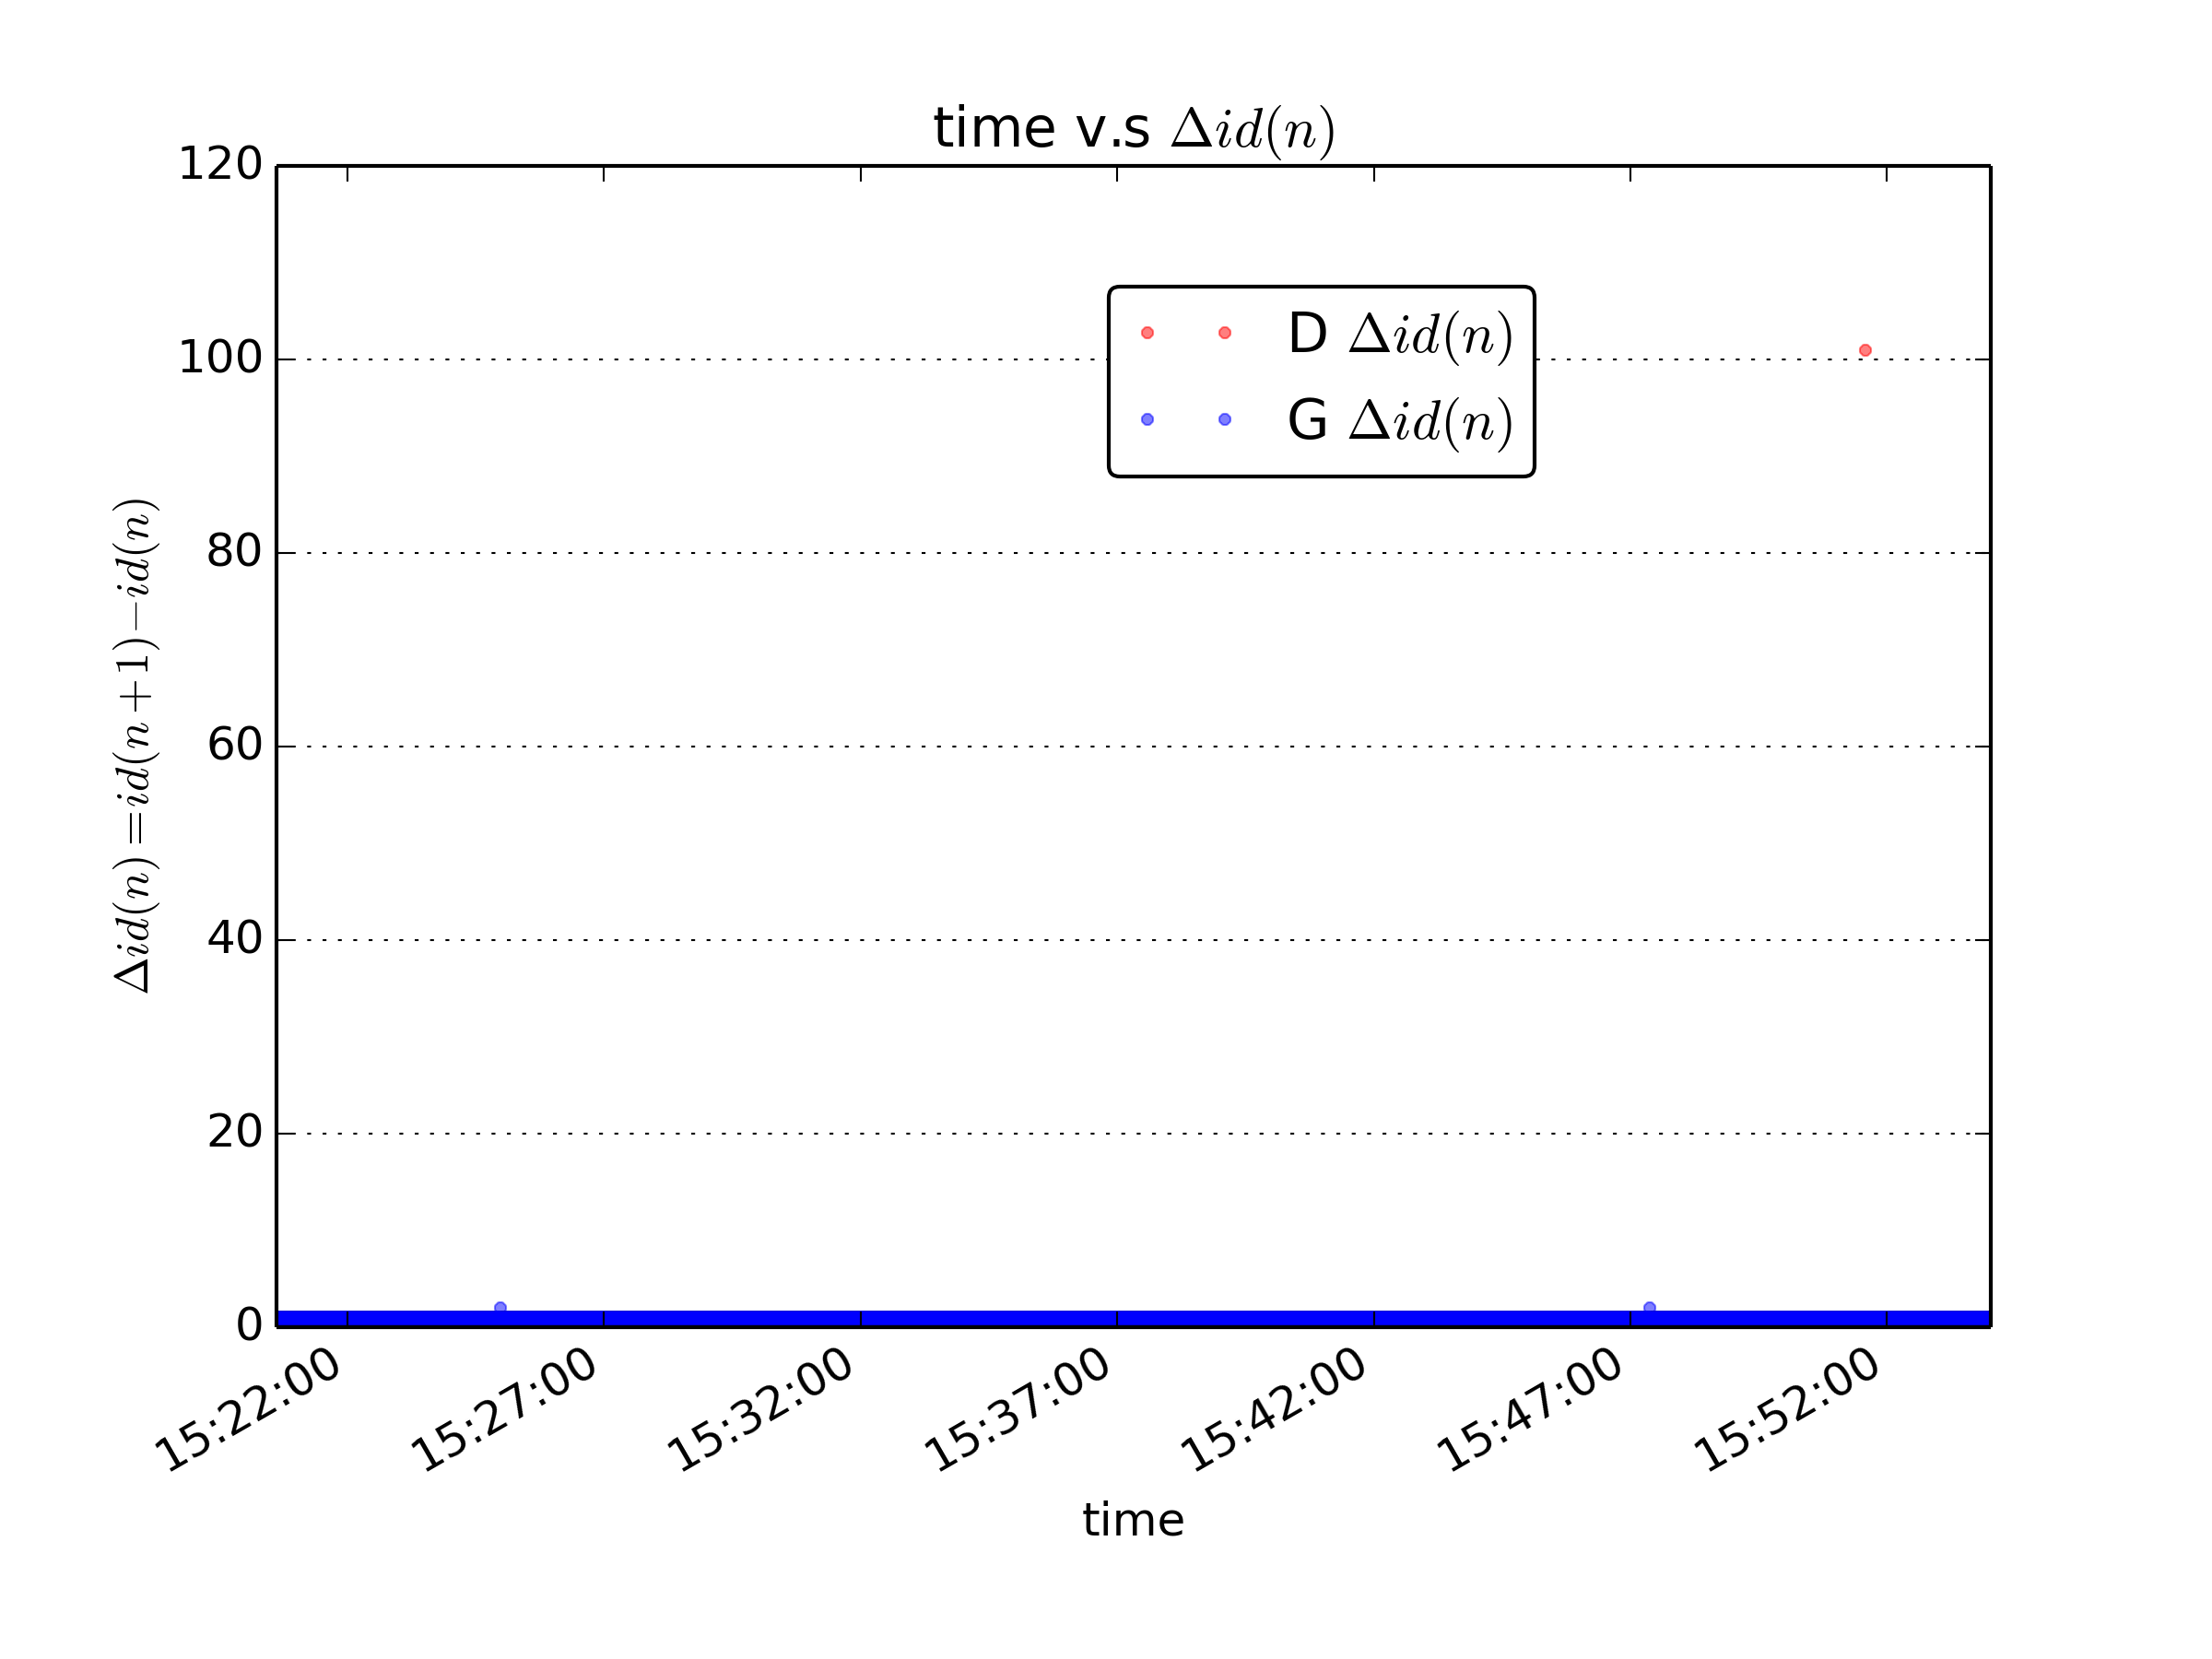 time v.s Δid(n)
120
100
80
60
40
20
0
Δid(n)=id(n+1)−id(n)
D Δid(n)
G Δid(n)
15:22:00
15:27:00
15:32:00
15:37:00
15:42:00
15:47:00
15:52:00
time